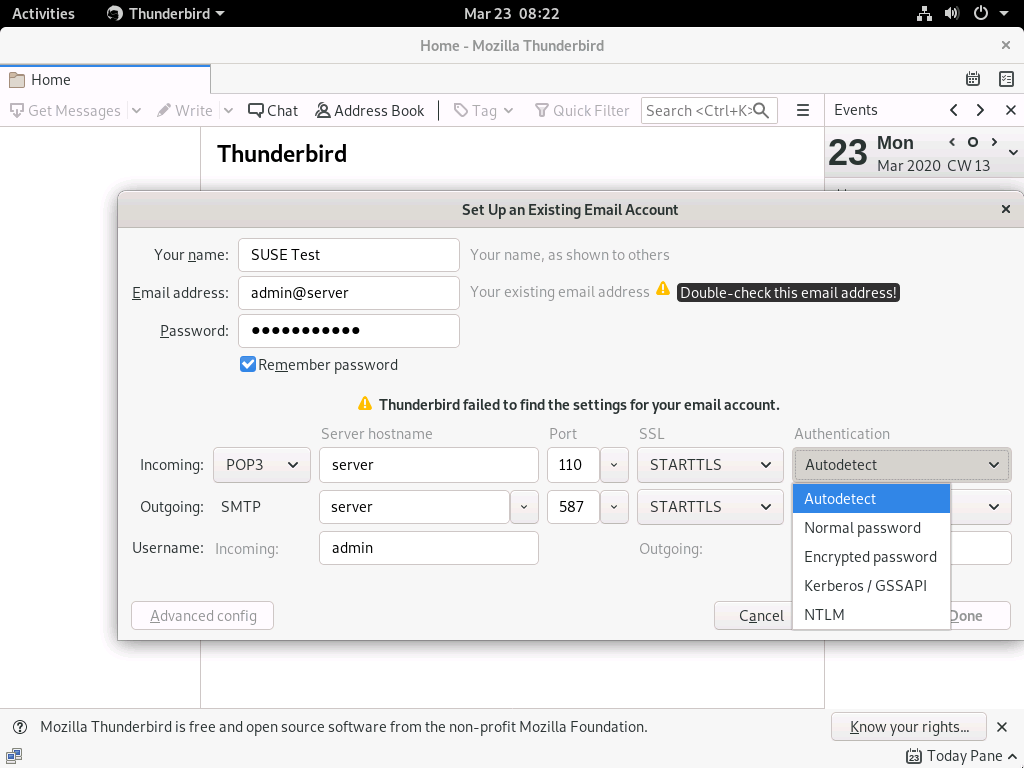 Activities Thunderbird Mar 23 08:22
Home - Mozilla Thunderbird
Home
Get Messages Write Chat Address Book Tag Quick Filter Search <Ctrl+K> Events
Thunderbird
23 Mon
Mar 2020 CW 13
Set Up an Existing Email Account
Your name: SUSE Test Your name, as shown to others
Email address: admin@server Your existing email address Double-check this email address!
Password: ●●●●●●●●●●●
Remember password
Thunderbird failed to find the settings for your email account.
Server hostname Port SSL Authentication
Incoming: POP3 server 110 STARTTLS Autodetect
Autodetect
Outgoing: SMTP server 587 STARTTLS
Normal password
Username: Incoming: admin Outgoing:
Encrypted password
Kerberos / GSSAPI
NTLM
Advanced config Cancel Done
Mozilla Thunderbird is free and open source software from the non-profit Mozilla Foundation. Know your rights...
23 Today Pane